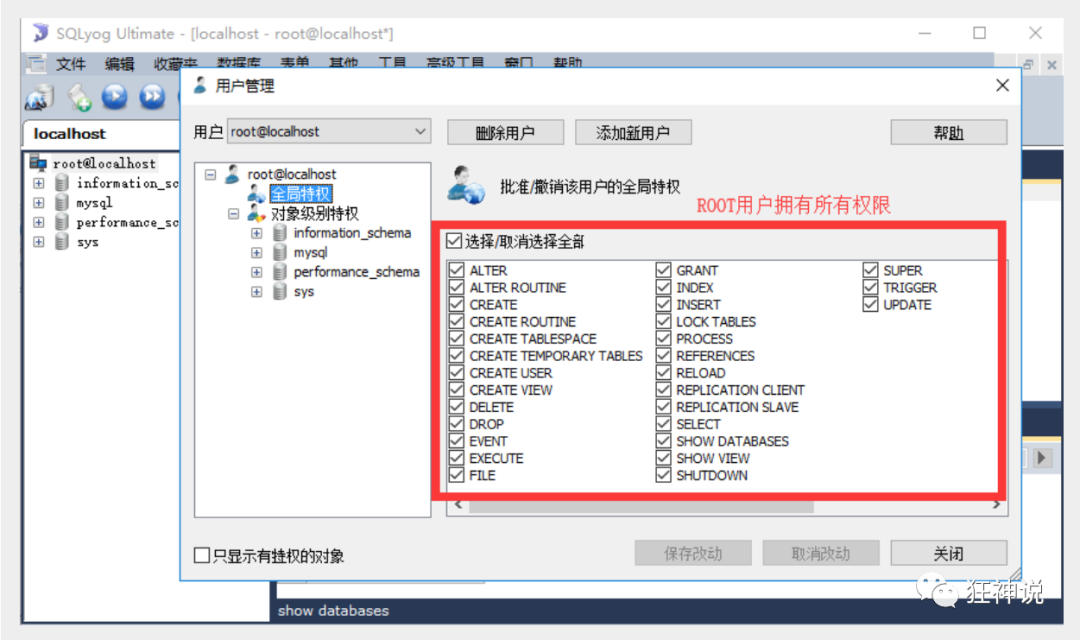 SQLyog Ultimate - [localhost - root@localhost*]
文件 编辑 收藏夹 数据库 表单 其他 工具 高级工具 窗口 帮助
用户管理
localhost
root@localhost
information_sc
mysql
performance_sc
sys
用户 root@localhost 删除用户 添加新用户 帮助
root@localhost
全局特权
对象级别特权
information_schema
mysql
performance_schema
sys
批准/撤销该用户的全局特权
ROOT用户拥有所有权限
选择/取消选择全部
ALTER GRANT SUPER
ALTER ROUTINE INDEX TRIGGER
CREATE INSERT UPDATE
CREATE ROUTINE LOCK TABLES
CREATE TABLESPACE PROCESS
CREATE TEMPORARY TABLES REFERENCES
CREATE USER RELOAD
CREATE VIEW REPLICATION CLIENT
DELETE REPLICATION SLAVE
DROP SELECT
EVENT SHOW DATABASES
EXECUTE SHOW VIEW
FILE SHUTDOWN
只显示有特权的对象 保存改动 取消改动 关闭
狂神说
show databases